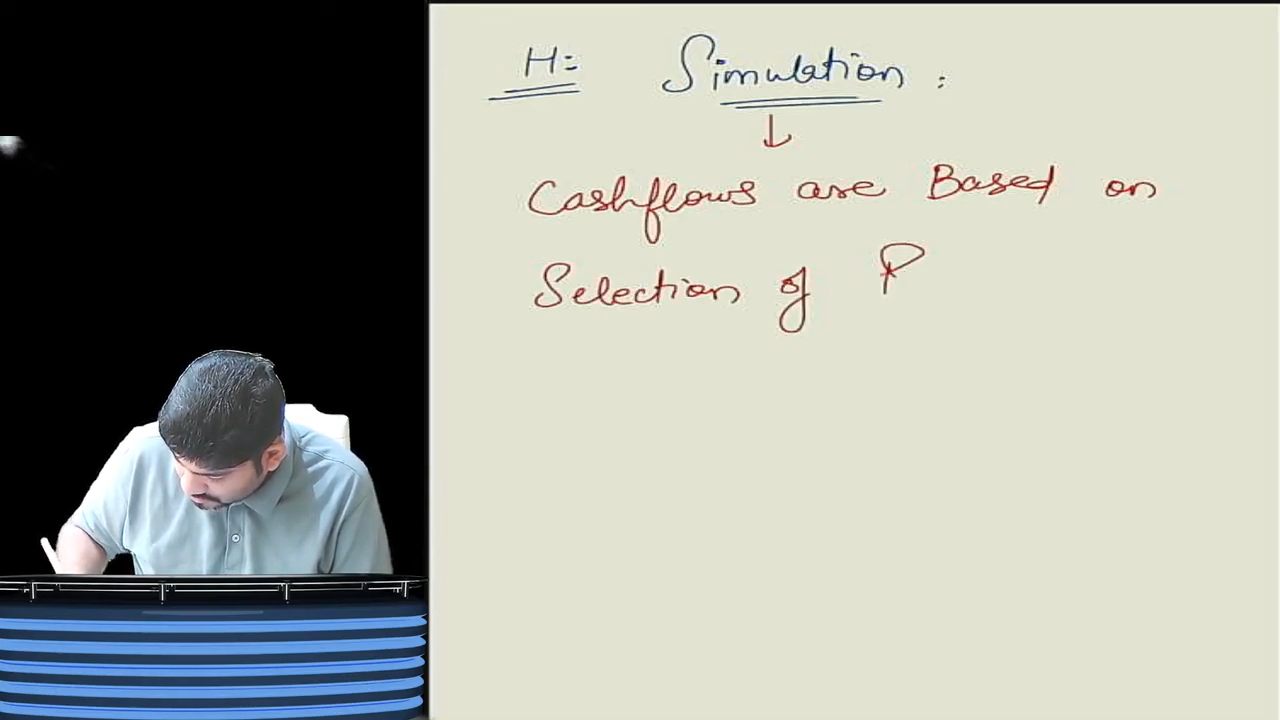 H:- Simulation :
↓
Cashflows are Based on
Selection of P